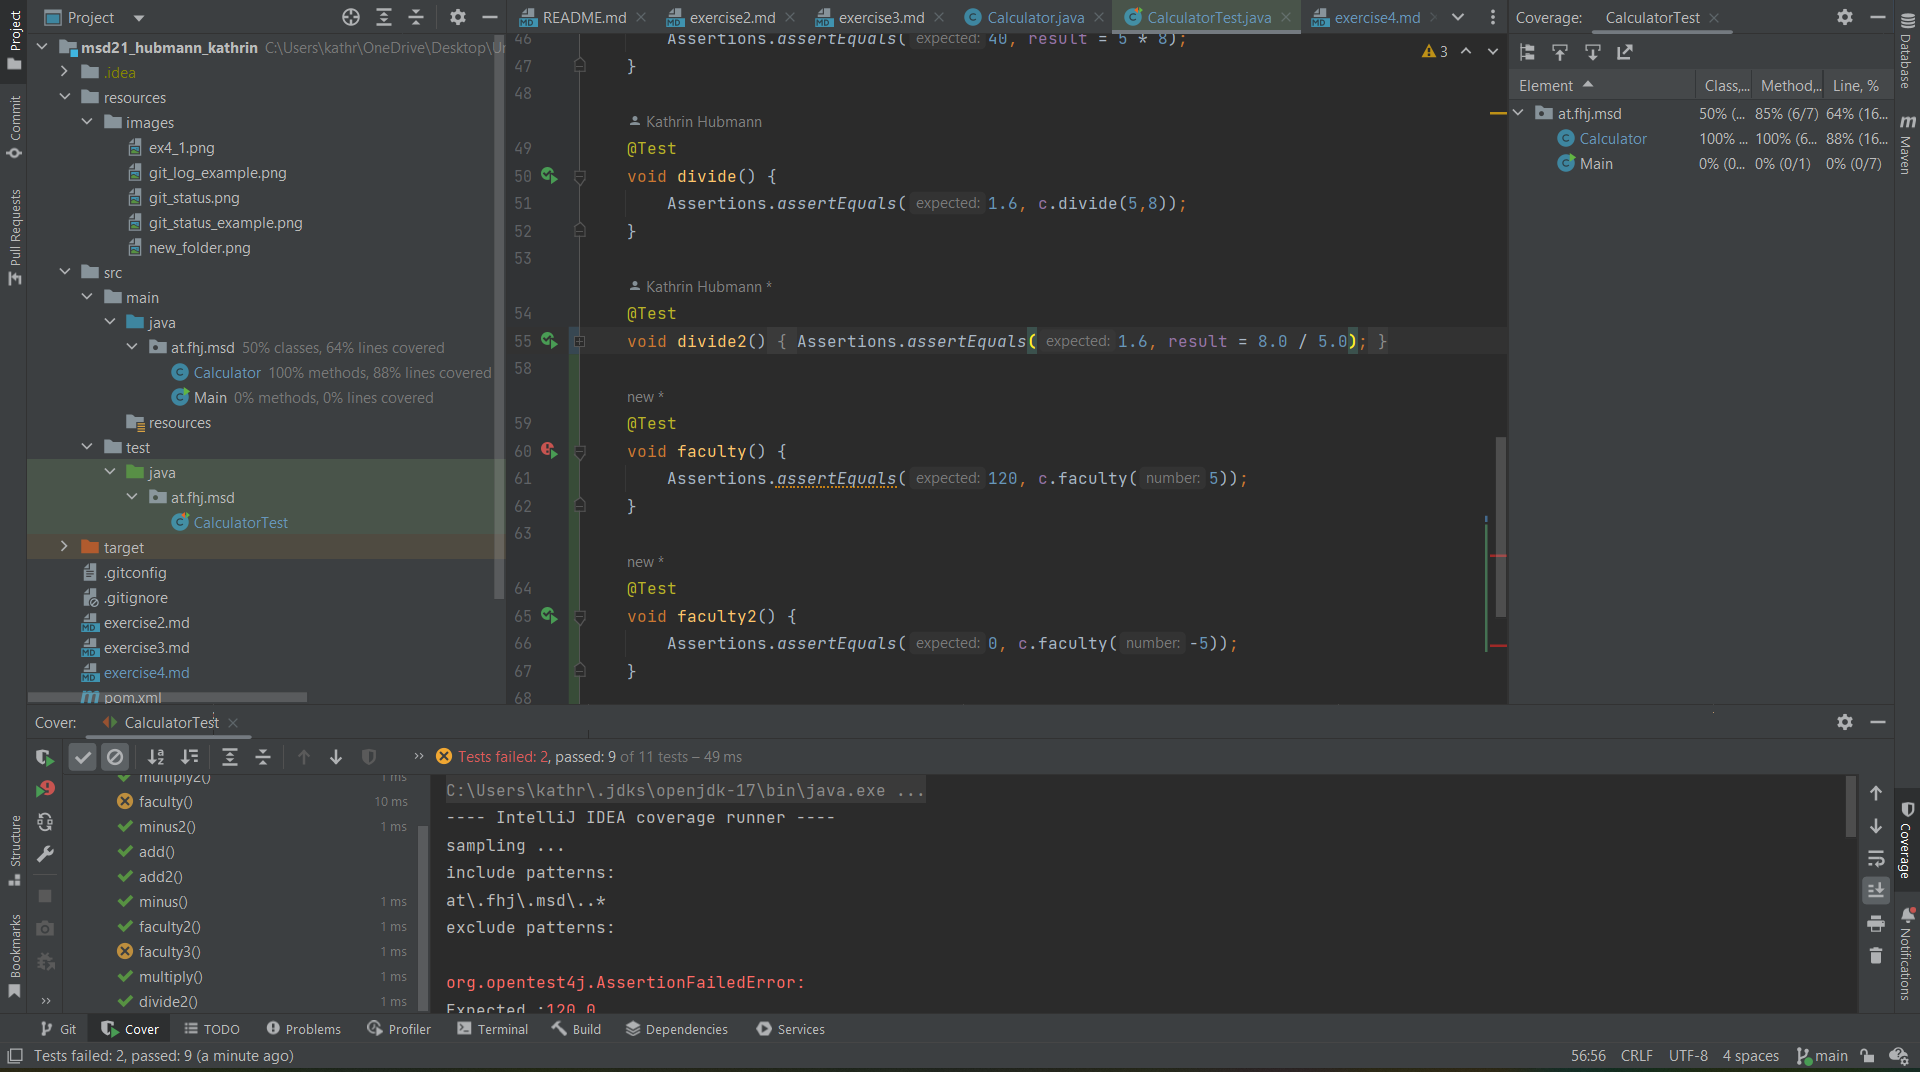 Project
README.md
exercise2.md
exercise3.md
Calculator.java
CalculatorTest.java
exercise4.md
Coverage:
CalculatorTest
Project
Commit
Pull Requests
Structure
Bookmarks
msd21_hubmann_kathrin C:\Users\kathr\OneDrive\Desktop\
.idea
resources
images
ex4_1.png
git_log_example.png
git_status.png
git_status_example.png
new_folder.png
src
main
java
at.fhj.msd 50% classes, 64% lines covered
Calculator 100% methods, 88% lines covered
Main 0% methods, 0% lines covered
resources
test
java
at.fhj.msd
CalculatorTest
target
.gitconfig
.gitignore
exercise2.md
exercise3.md
exercise4.md
pom.xml
46 Assertions.assertEquals( expected: 40, result = 5 * 8);
47 }
48
Kathrin Hubmann
49 @Test
50 void divide() {
51 Assertions.assertEquals( expected: 1.6, c.divide(5,8));
52 }
53
Kathrin Hubmann *
54 @Test
55 void divide2() { Assertions.assertEquals( expected: 1.6, result = 8.0 / 5.0); }
58
new *
59 @Test
60 void faculty() {
61 Assertions.assertEquals( expected: 120, c.faculty( number: 5));
62 }
63
new *
64 @Test
65 void faculty2() {
66 Assertions.assertEquals( expected: 0, c.faculty( number: -5));
67 }
68
3
Element Class,... Method,... Line, %
at.fhj.msd 50% (... 85% (6/7) 64% (16...
Calculator 100% ... 100% (6... 88% (16...
Main 0% (0... 0% (0/1) 0% (0/7)
Database
Maven
Coverage
Notifications
Cover: CalculatorTest
Tests failed: 2, passed: 9 of 11 tests – 49 ms
multiply2() 1 ms
faculty() 10 ms
minus2() 1 ms
add()
add2()
minus() 1 ms
faculty2() 1 ms
faculty3() 1 ms
multiply() 1 ms
divide2() 1 ms
C:\Users\kathr\.jdks\openjdk-17\bin\java.exe ...
---- IntelliJ IDEA coverage runner ----
sampling ...
include patterns:
at\.fhj\.msd\..*
exclude patterns:
org.opentest4j.AssertionFailedError:
Expected :120.0
Git
Cover
TODO
Problems
Profiler
Terminal
Build
Dependencies
Services
Tests failed: 2, passed: 9 (a minute ago)
56:56 CRLF UTF-8 4 spaces main